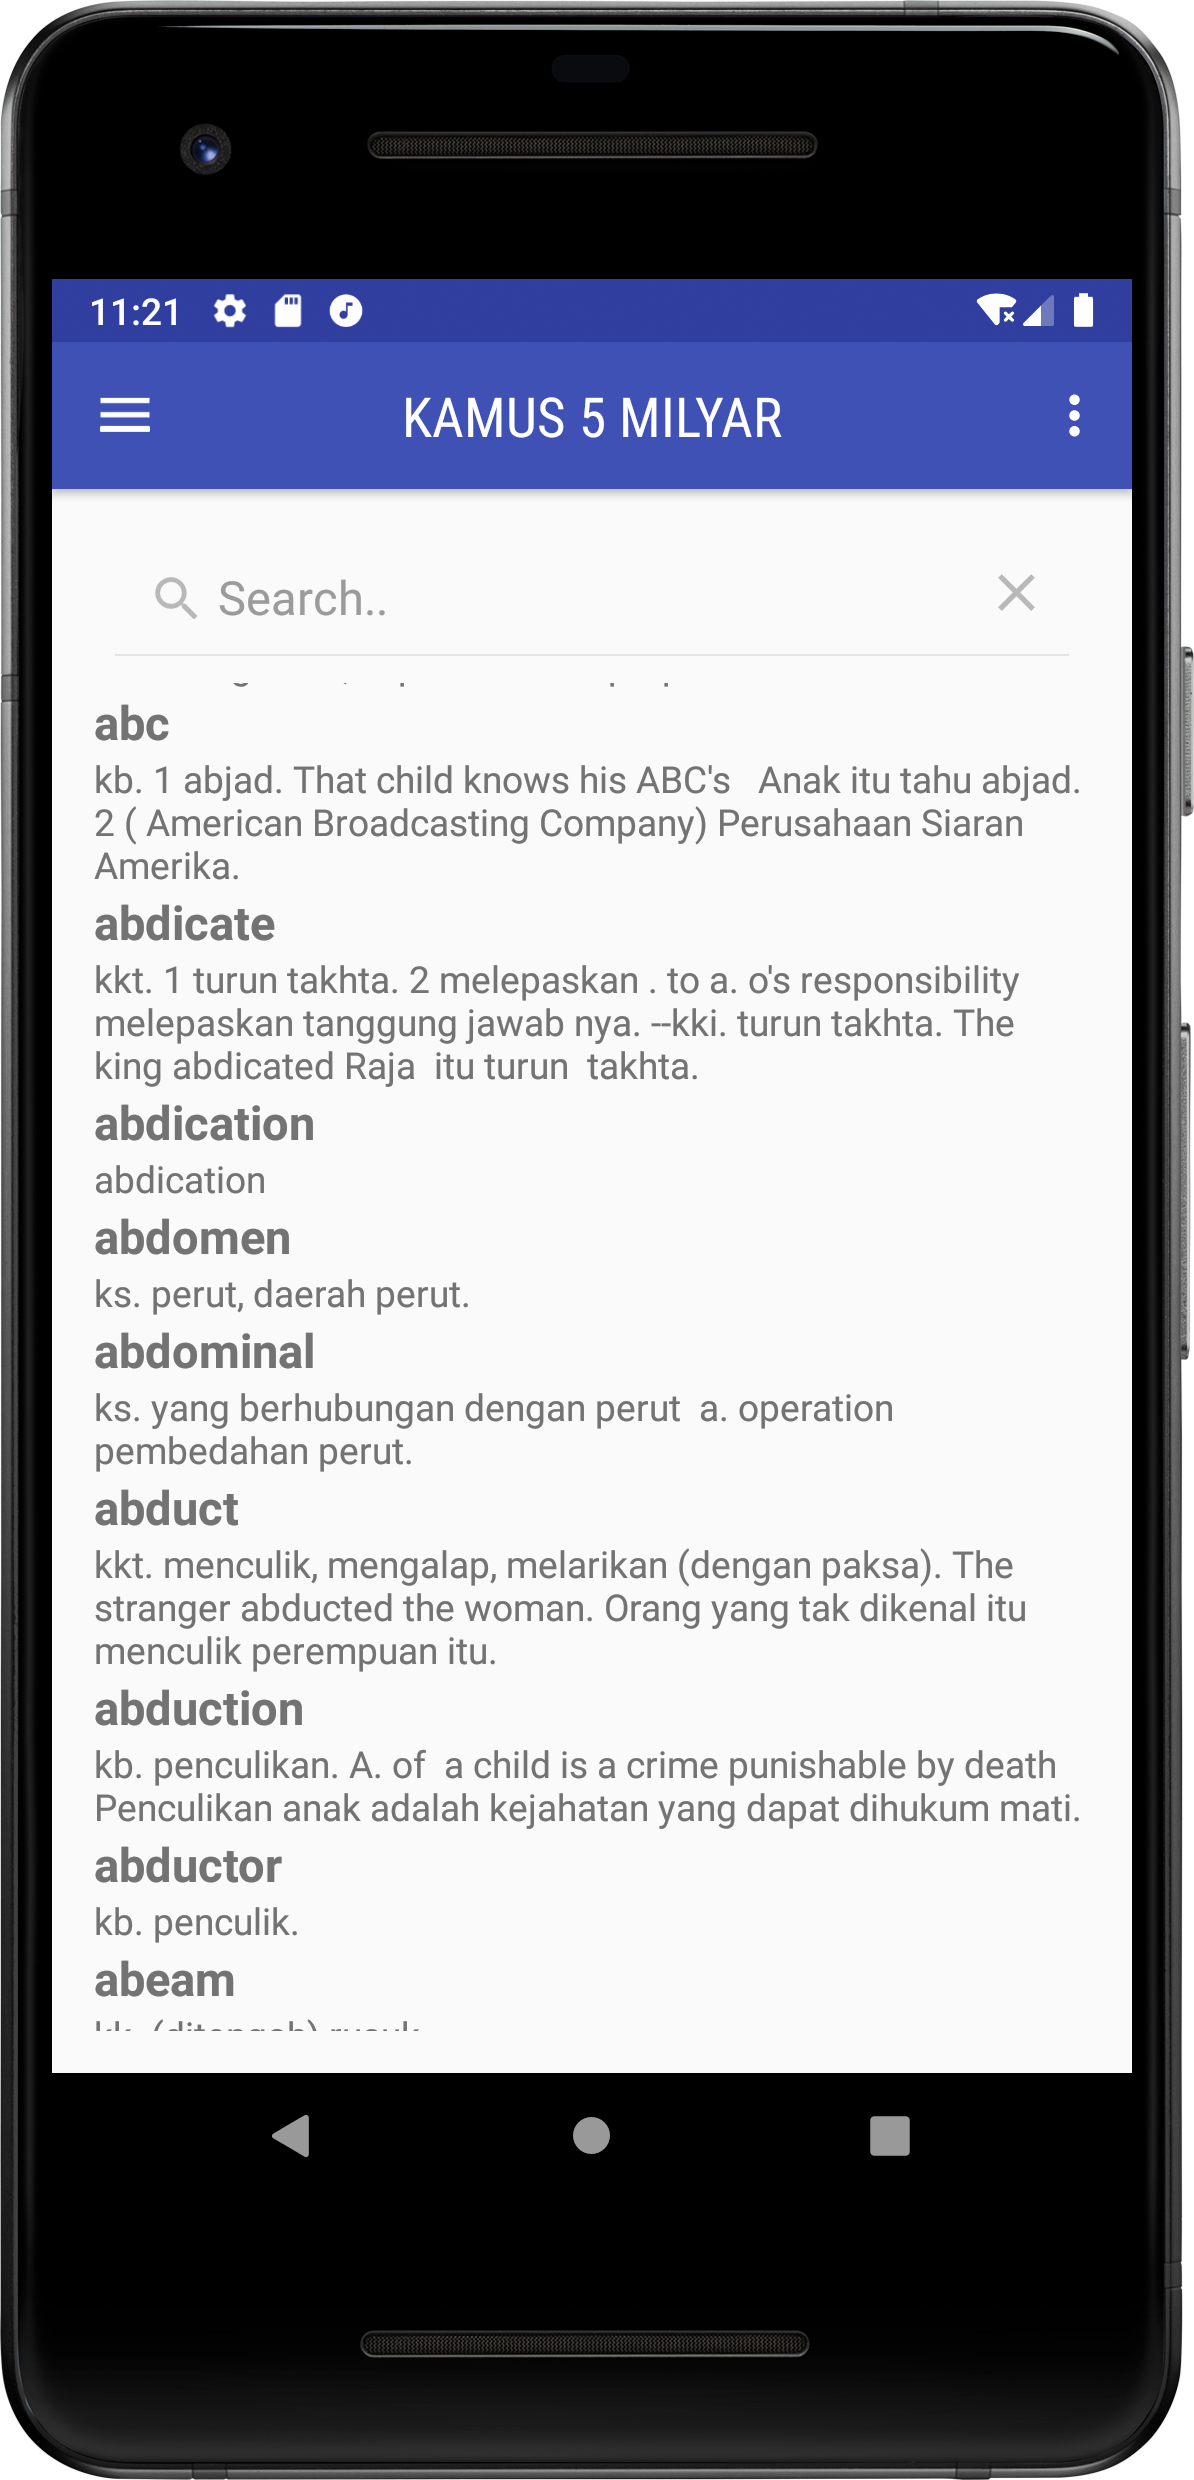 11:21
KAMUS 5 MILYAR
Search..
abc
kb. 1 abjad. That child knows his ABC's   Anak itu tahu abjad.
2 ( American Broadcasting Company) Perusahaan Siaran
Amerika.
abdicate
kkt. 1 turun takhta. 2 melepaskan . to a. o's responsibility
melepaskan tanggung jawab nya. --kki. turun takhta. The
king abdicated Raja  itu turun  takhta.
abdication
abdication
abdomen
ks. perut, daerah perut.
abdominal
ks. yang berhubungan dengan perut  a. operation
pembedahan perut.
abduct
kkt. menculik, mengalap, melarikan (dengan paksa). The
stranger abducted the woman. Orang yang tak dikenal itu
menculik perempuan itu.
abduction
kb. penculikan. A. of  a child is a crime punishable by death
Penculikan anak adalah kejahatan yang dapat dihukum mati.
abductor
kb. penculik.
abeam
kk. (ditengah) rusuk